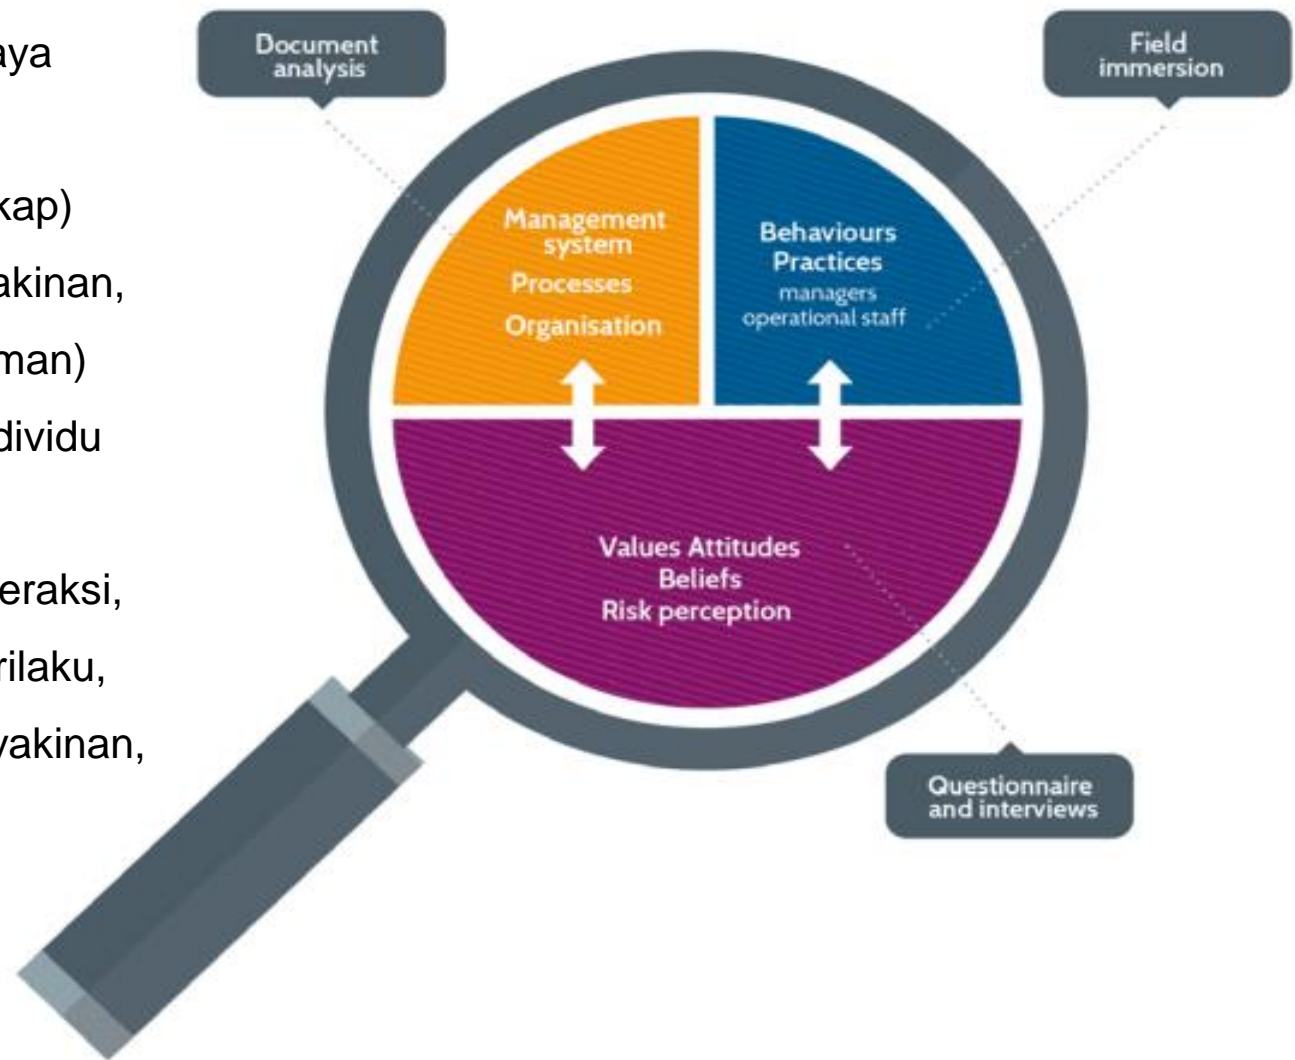 aya
kap)
akinan,
man)
dividu
eraksi,
rilaku,
yakinan,
Document
analysis
Field
immersion
Management
system
Processes
Organisation
Behaviours
Practices
managers
operational staff
Values Attitudes
Beliefs
Risk perception
Questionnaire
and interviews